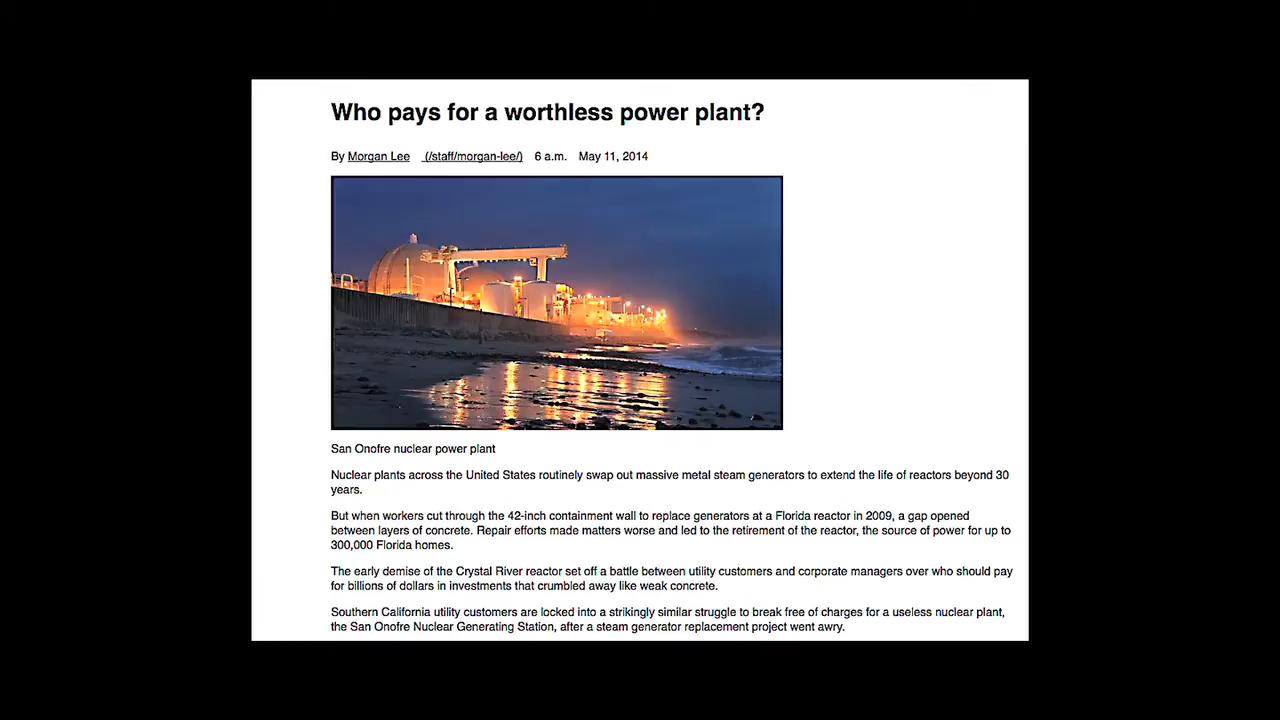 Who pays for a worthless power plant?
By Morgan Lee (/staff/morgan-lee/) 6 a.m. May 11, 2014
San Onofre nuclear power plant
Nuclear plants across the United States routinely swap out massive metal steam generators to extend the life of reactors beyond 30
years.
But when workers cut through the 42-inch containment wall to replace generators at a Florida reactor in 2009, a gap opened
between layers of concrete. Repair efforts made matters worse and led to the retirement of the reactor, the source of power for up to
300,000 Florida homes.
The early demise of the Crystal River reactor set off a battle between utility customers and corporate managers over who should pay
for billions of dollars in investments that crumbled away like weak concrete.
Southern California utility customers are locked into a strikingly similar struggle to break free of charges for a useless nuclear plant,
the San Onofre Nuclear Generating Station, after a steam generator replacement project went awry.